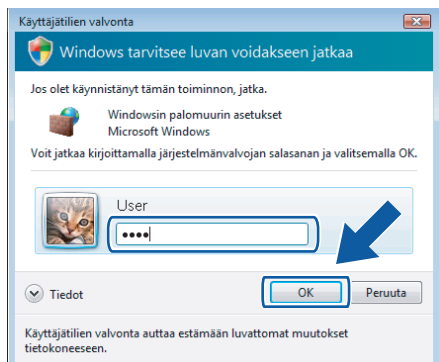 Käyttäjätilien valvonta
Windows tarvitsee luvan voidakseen jatkaa
Jos olet käynnistänyt tämän toiminnon, jatka.
Windowsin palomuurin asetukset
Microsoft Windows
Voit jatkaa kirjoittamalla järjestelmänvalvojan salasanan ja valitsemalla OK.
User
••••
Tiedot
OK
Peruuta
Käyttäjätilien valvonta auttaa estämään luvattomat muutokset
tietokoneeseen.